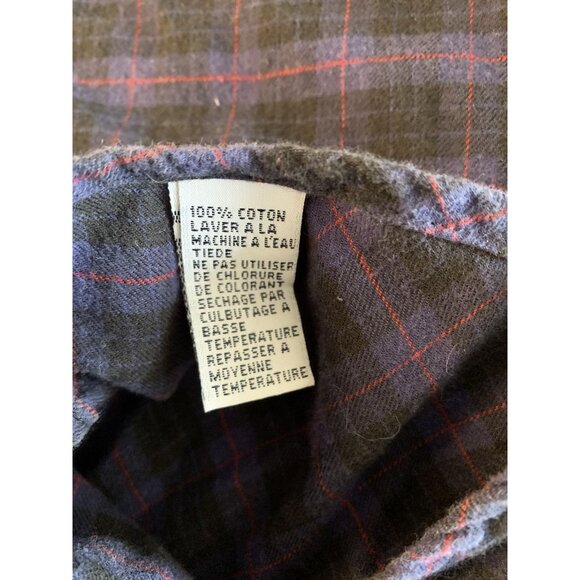 100% COTON
LAVER A LA
MACHINE A L'EAU
TIEDE
NE PAS UTILISER
DE CHLORURE
DE COLORANT
SECHAGE PAR
CULBUTAGE A
BASSE
TEMPERATURE
REPASSER A
MOYENNE
TEMPERATURE